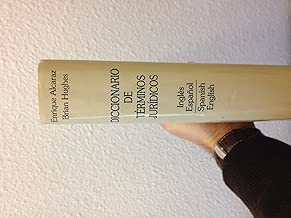 Enrique Alcaraz
Brian Hughes
DICCIONARIO
DE
TÉRMINOS
JURÍDICOS
Inglés
Español
Spanish
English